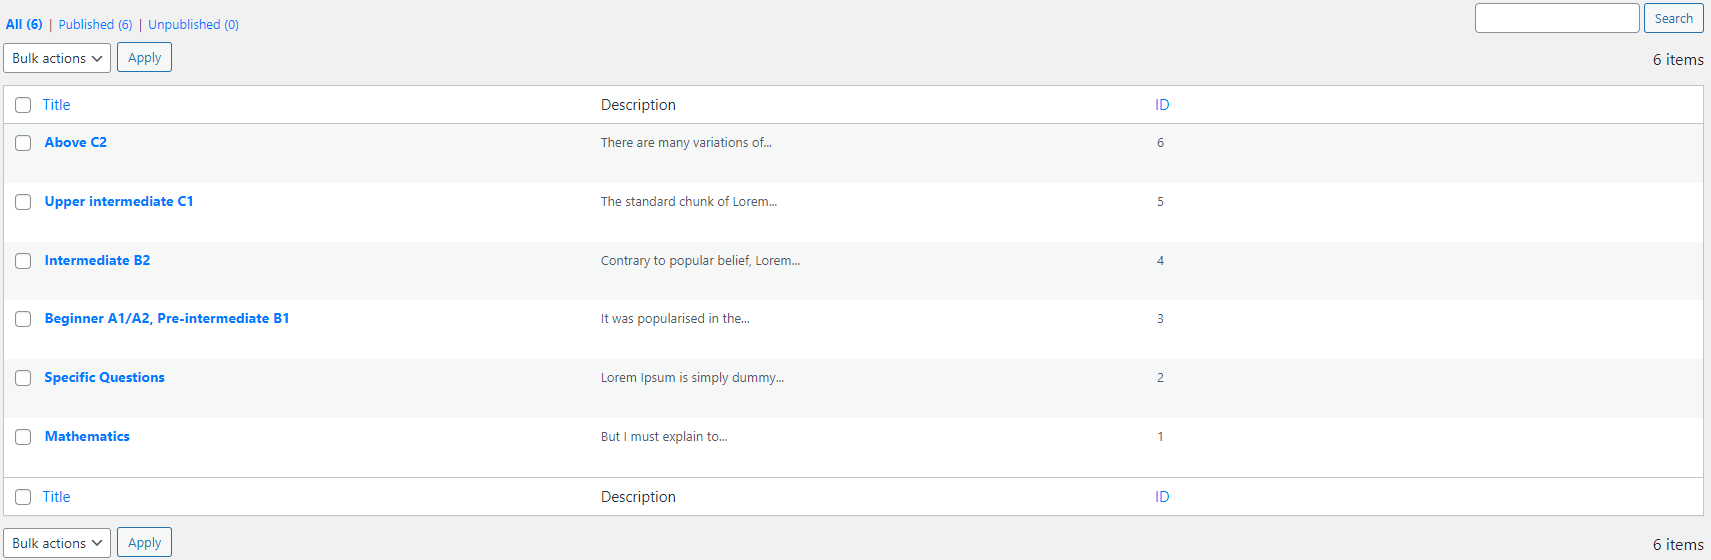 All (6) | Published (6) | Unpublished (0)
Search
Bulk actions Apply
6 items
Title Description ID
Above C2 There are many variations of... 6
Upper intermediate C1 The standard chunk of Lorem... 5
Intermediate B2 Contrary to popular belief, Lorem... 4
Beginner A1/A2, Pre-intermediate B1 It was popularised in the... 3
Specific Questions Lorem Ipsum is simply dummy... 2
Mathematics But I must explain to... 1
Title Description ID
Bulk actions Apply
6 items